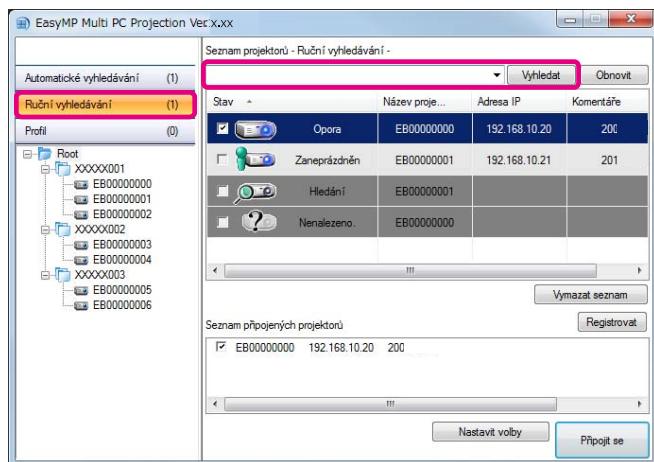 EasyMP Multi PC Projection Ver.x.xx
Seznam projektorů - Ruční vyhledávání -
Automatické vyhledávání (1)
Vyhledat
Obnovit
Ruční vyhledávání (1)
Stav
Název proje...
Adresa IP
Komentáře
Profil (0)
Opora EB00000000 192.168.10.20 200
Zaneprázdněn EB00000001 192.168.10.21 201
Hledání EB00000001
Nenalezeno. EB00000000
Root
XXXXX001
EB00000000
EB00000001
EB00000002
XXXXX002
EB00000003
EB00000004
XXXXX003
EB00000005
EB00000006
Vymazat seznam
Seznam připojených projektorů
Registrovat
EB00000000 192.168.10.20 200
Nastavit volby
Připojit se